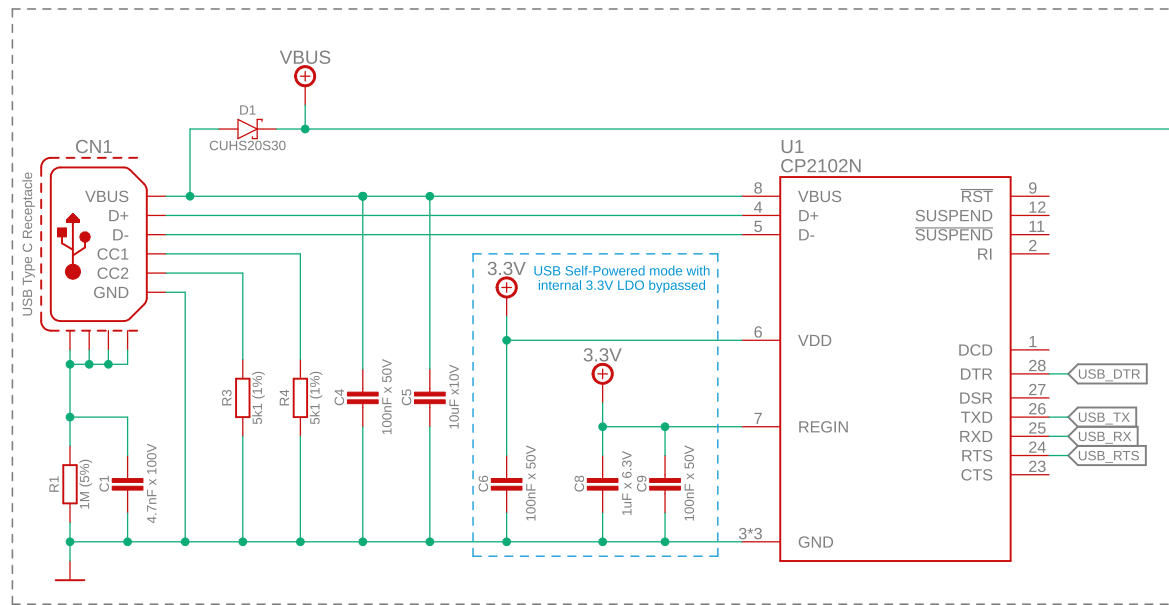 VBUS
D1
CUHS20S30
CN1
USB Type C Receptacle
VBUS
D+
D-
CC1
CC2
GND
U1
CP2102N
8
VBUS
4
D+
5
D-
6
VDD
7
REGIN
3*3
GND
RST
9
SUSPEND
12
SUSPEND
11
RI
2
DCD
1
DTR
28
USB_DTR
DSR
27
TXD
26
USB_TX
RXD
25
USB_RX
RTS
24
USB_RTS
CTS
23
3.3V
USB Self-Powered mode with
internal 3.3V LDO bypassed
3.3V
R3
5k1 (1%)
R4
5k1 (1%)
C4
100nF x 50V
C5
10uF x10V
R1
1M (5%)
C1
4.7nF x 100V
C6
100nF x 50V
C8
1uF x 6.3V
C9
100nF x 50V